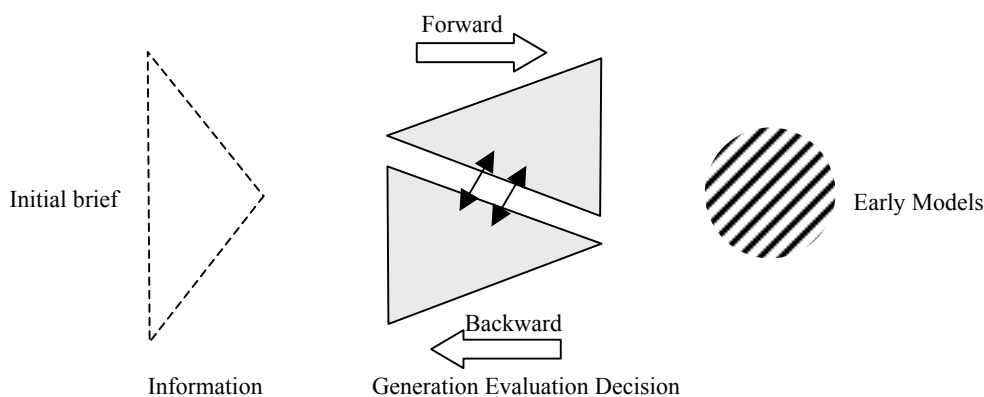 Forward
Initial brief
Early Models
Backward
Information
Generation Evaluation Decision